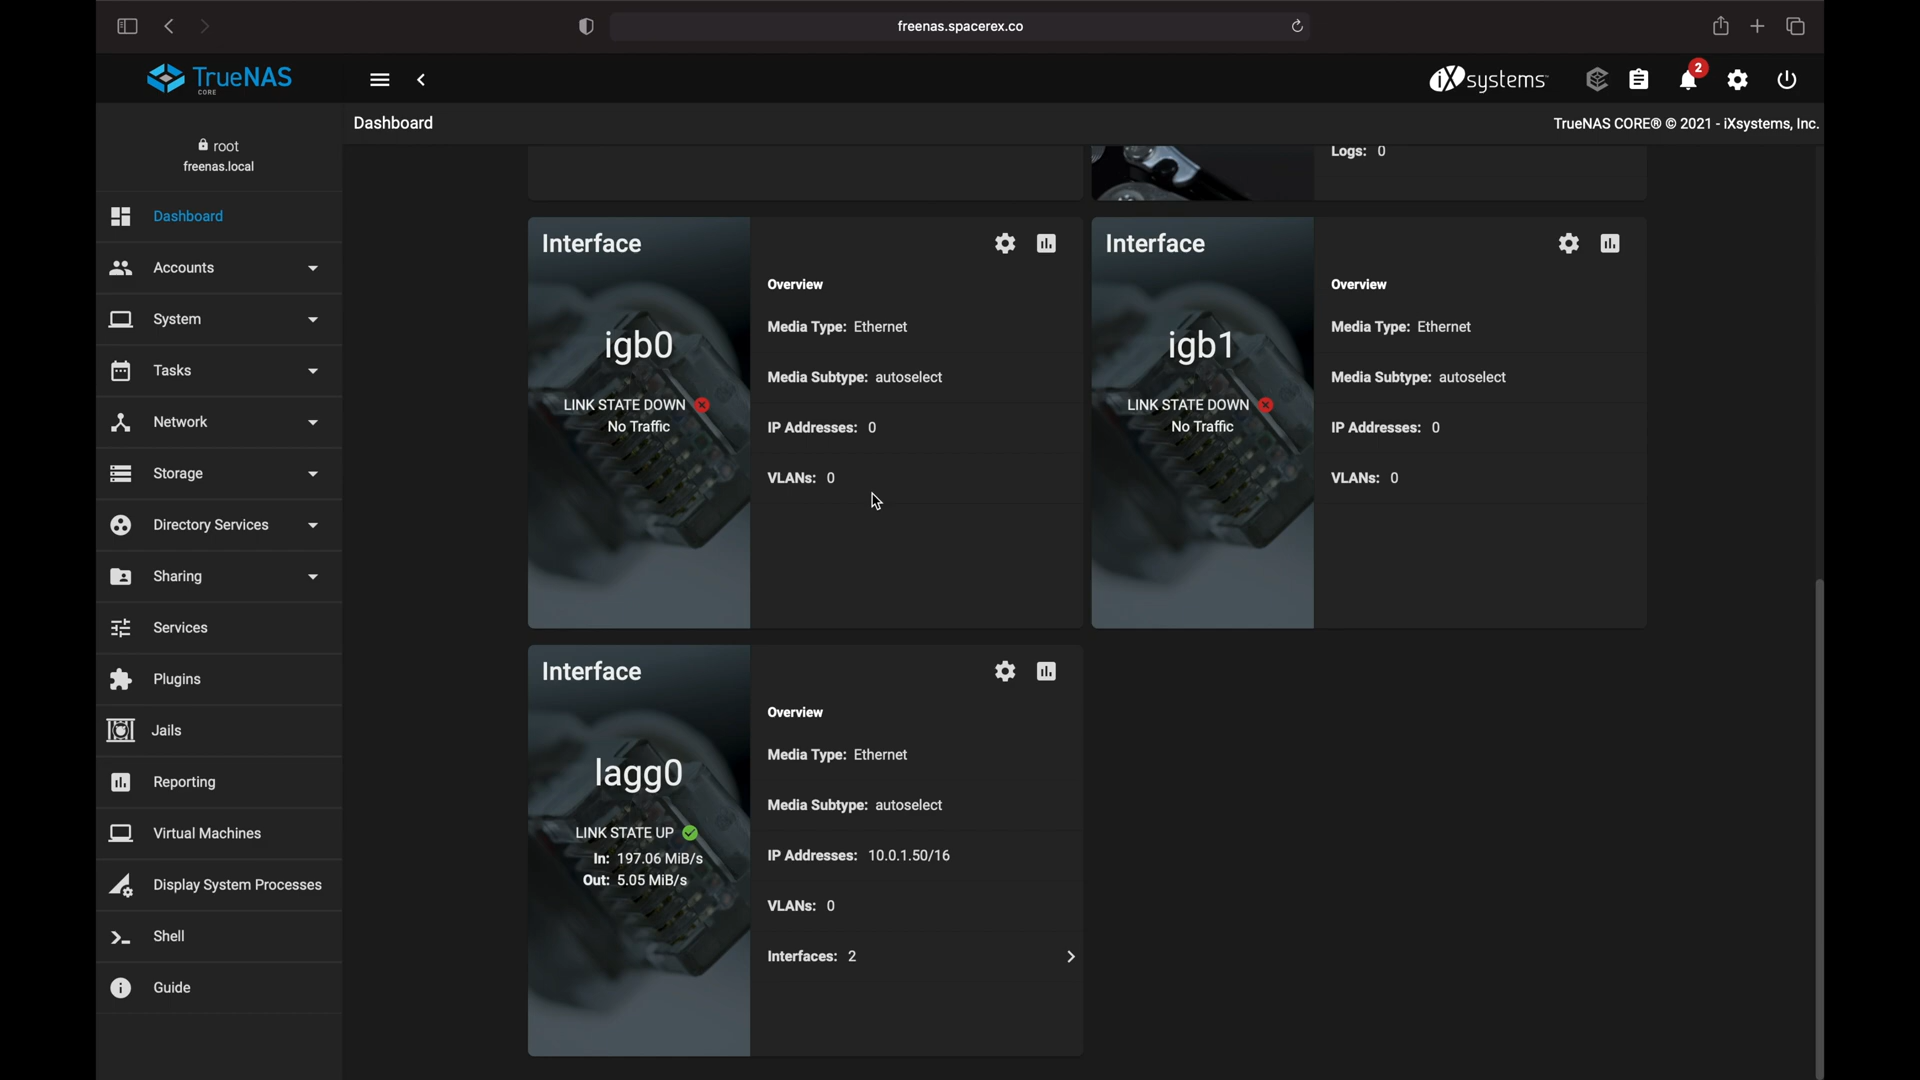 freenas.spacerex.co
TrueNAS
CORE
iXsystems
2
Dashboard
TrueNAS CORE® © 2021 - iXsystems, Inc.
root
freenas.local
Dashboard
Accounts
System
Tasks
Network
Storage
Directory Services
Sharing
Services
Plugins
Jails
Reporting
Virtual Machines
Display System Processes
Shell
Guide
Logs: 0
Interface
igb0
LINK STATE DOWN
No Traffic
Overview
Media Type: Ethernet
Media Subtype: autoselect
IP Addresses: 0
VLANs: 0
Interface
igb1
LINK STATE DOWN
No Traffic
Overview
Media Type: Ethernet
Media Subtype: autoselect
IP Addresses: 0
VLANs: 0
Interface
lagg0
LINK STATE UP
In: 197.06 MiB/s
Out: 5.05 MiB/s
Overview
Media Type: Ethernet
Media Subtype: autoselect
IP Addresses: 10.0.1.50/16
VLANs: 0
Interfaces: 2